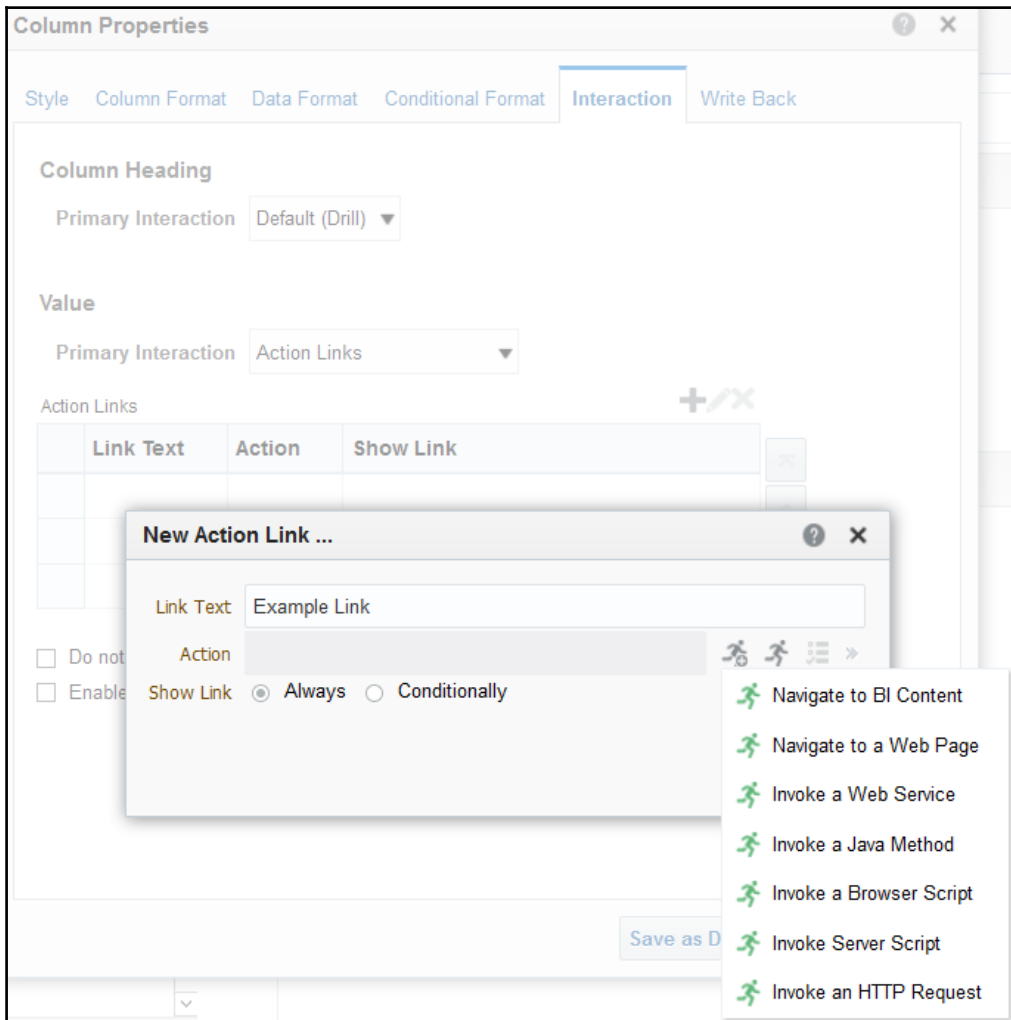 Column Properties
Style Column Format Data Format Conditional Format Interaction Write Back
Column Heading
Primary Interaction Default (Drill)
Value
Primary Interaction Action Links
Action Links
Link Text Action Show Link
New Action Link ...
Link Text Example Link
Do not Action
Enable Show Link Always Conditionally
Navigate to BI Content
Navigate to a Web Page
Invoke a Web Service
Invoke a Java Method
Invoke a Browser Script
Save as D Invoke Server Script
Invoke an HTTP Request